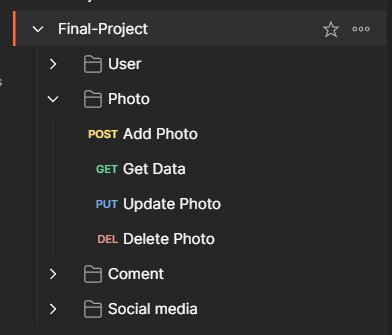 Final-Project
User
Photo
POST Add Photo
GET Get Data
PUT Update Photo
DEL Delete Photo
Coment
Social media